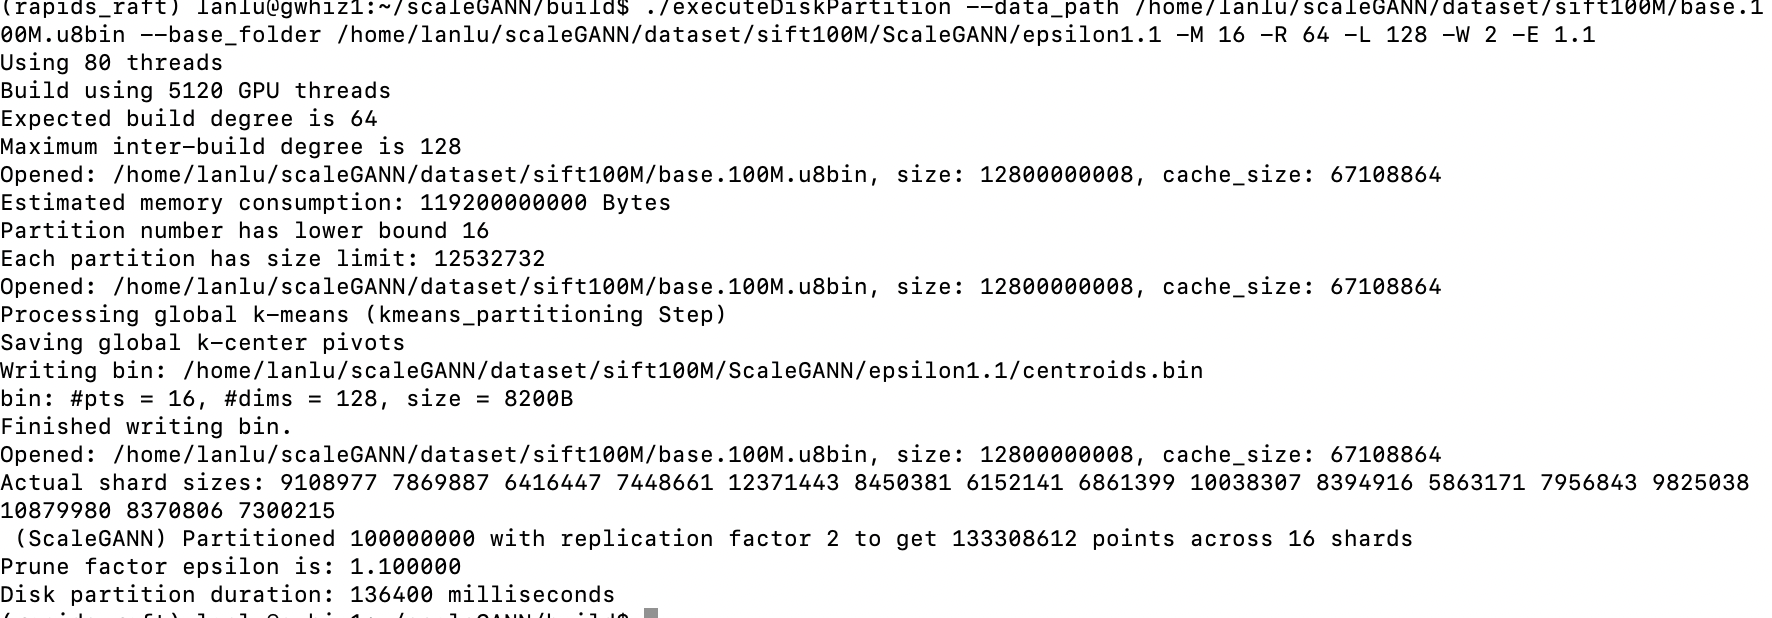 (rapids_raft) lanlu@gwhiz1:~/scaleGANN/build$ ./executeDiskPartition --data_path /home/lanlu/scaleGANN/dataset/sift100M/base.1
00M.u8bin --base_folder /home/lanlu/scaleGANN/dataset/sift100M/ScaleGANN/epsilon1.1 -M 16 -R 64 -L 128 -W 2 -E 1.1
Using 80 threads
Build using 5120 GPU threads
Expected build degree is 64
Maximum inter-build degree is 128
Opened: /home/lanlu/scaleGANN/dataset/sift100M/base.100M.u8bin, size: 12800000008, cache_size: 67108864
Estimated memory consumption: 119200000000 Bytes
Partition number has lower bound 16
Each partition has size limit: 12532732
Opened: /home/lanlu/scaleGANN/dataset/sift100M/base.100M.u8bin, size: 12800000008, cache_size: 67108864
Processing global k-means (kmeans_partitioning Step)
Saving global k-center pivots
Writing bin: /home/lanlu/scaleGANN/dataset/sift100M/ScaleGANN/epsilon1.1/centroids.bin
bin: #pts = 16, #dims = 128, size = 8200B
Finished writing bin.
Opened: /home/lanlu/scaleGANN/dataset/sift100M/base.100M.u8bin, size: 12800000008, cache_size: 67108864
Actual shard sizes: 9108977 7869887 6416447 7448661 12371443 8450381 6152141 6861399 10038307 8394916 5863171 7956843 9825038
10879980 8370806 7300215
(ScaleGANN) Partitioned 100000000 with replication factor 2 to get 133308612 points across 16 shards
Prune factor epsilon is: 1.100000
Disk partition duration: 136400 milliseconds